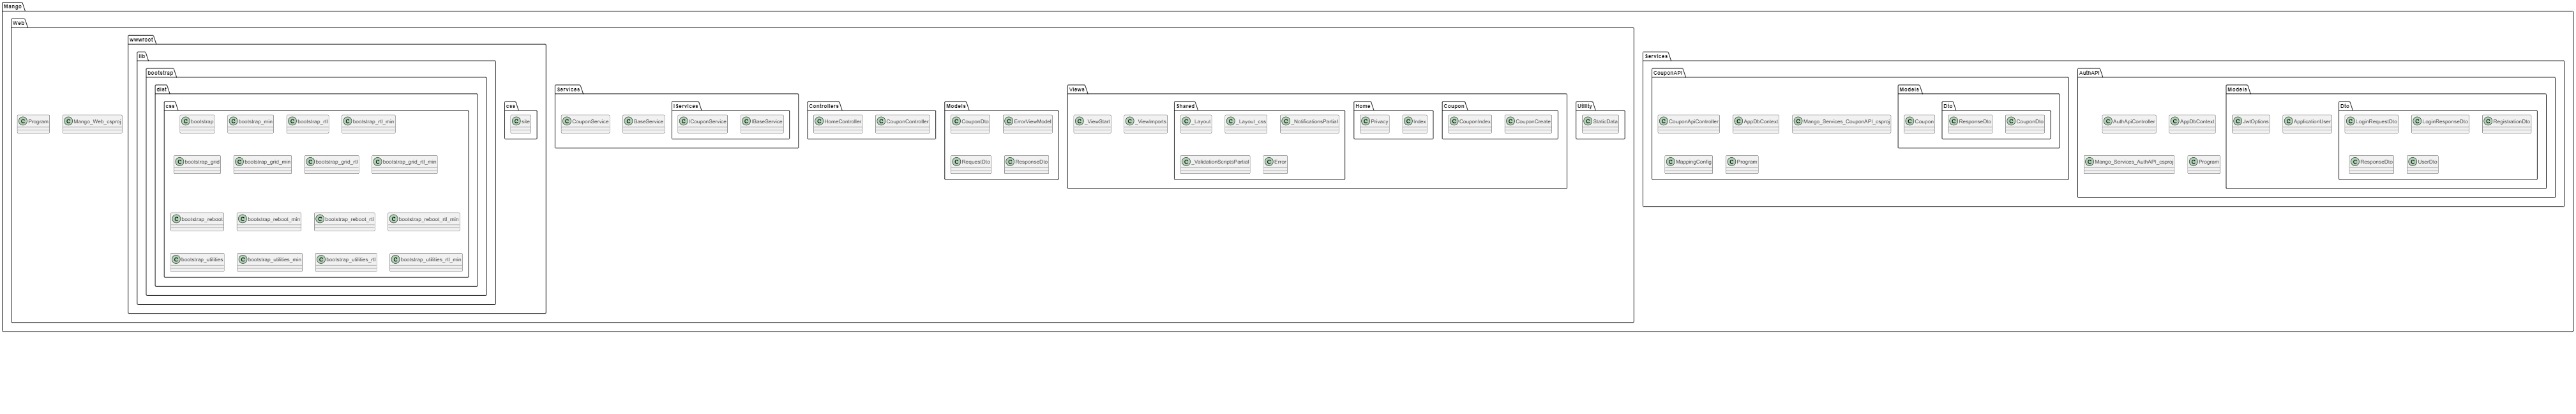 Mango
Web
Program
Mango_Web_csproj
wwwroot
lib
bootstrap
dist
css
bootstrap
bootstrap_min
bootstrap_rtl
bootstrap_rtl_min
bootstrap_grid
bootstrap_grid_min
bootstrap_grid_rtl
bootstrap_grid_rtl_min
bootstrap_reboot
bootstrap_reboot_min
bootstrap_reboot_rtl
bootstrap_reboot_rtl_min
bootstrap_utilities
bootstrap_utilities_min
bootstrap_utilities_rtl
bootstrap_utilities_rtl_min
css
site
Services
CouponService
BaseService
IServices
ICouponService
IBaseService
Controllers
HomeController
CouponController
Models
CouponDto
ErrorViewModel
RequestDto
ResponseDto
Views
_ViewStart
_ViewImports
Shared
_Layout
_Layout_css
_NotificationsPartial
_ValidationScriptsPartial
Error
Home
Privacy
Index
Coupon
CouponIndex
CouponCreate
Utility
StaticData
Services
CouponAPI
CouponApiController
AppDbContext
Mango_Services_CouponAPI_csproj
MappingConfig
Program
Models
Coupon
Dto
ResponseDto
CouponDto
AuthAPI
AuthApiController
AppDbContext
Mango_Services_AuthAPI_csproj
Program
Models
JwtOptions
ApplicationUser
Dto
LoginRequestDto
LoginResponseDto
RegistrationDto
ResponseDto
UserDto